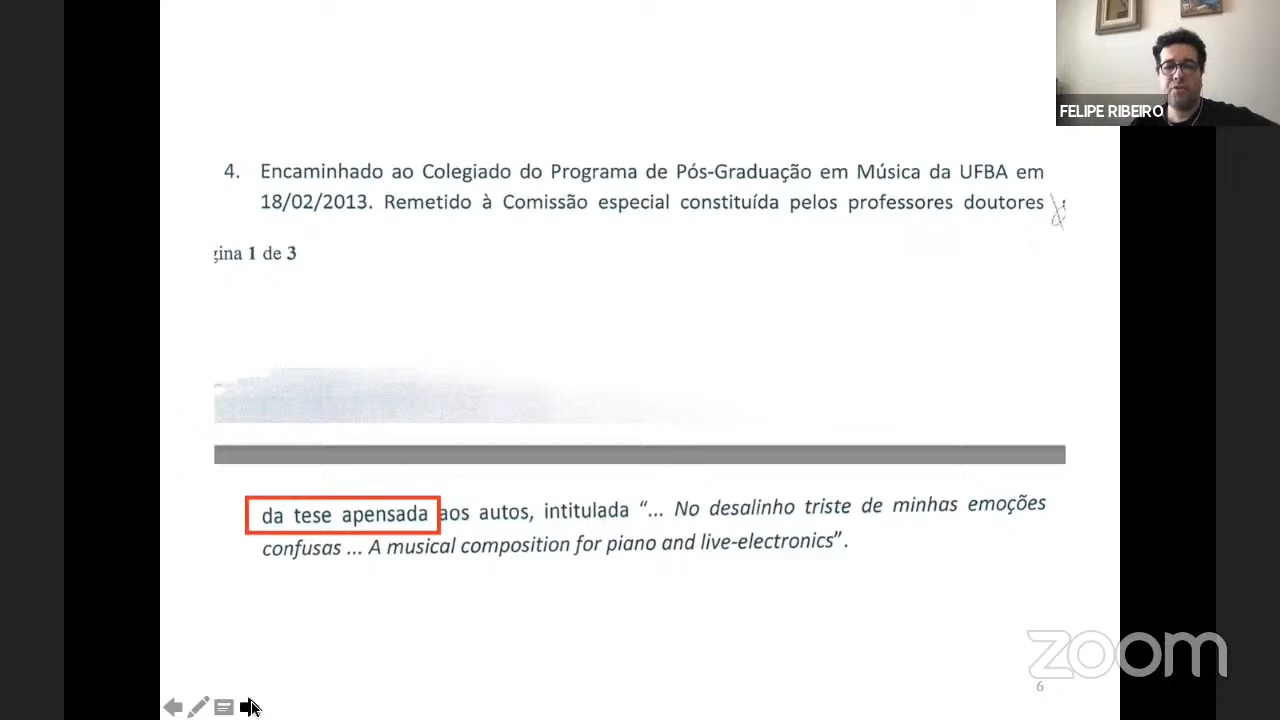 FELIPE RIBEIRO
4. Encaminhado ao Colegiado do Programa de Pós-Graduação em Música da UFBA em
18/02/2013. Remetido à Comissão especial constituída pelos professores doutores
gina 1 de 3
da tese apensada aos autos, intitulada “... No desalinho triste de minhas emoções
confusas ... A musical composition for piano and live-electronics”.
zoom
6